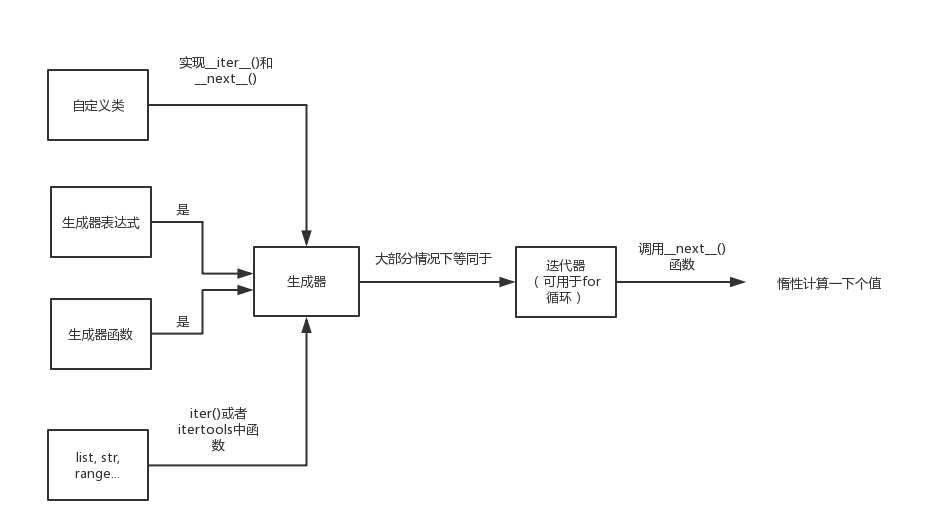 实现__iter__()和
__next__()
自定义类
生成器表达式
是
生成器函数
是
list, str,
range...
iter()或者
itertools中函
数
生成器
大部分情况下等同于
迭代器
（可用于for
循环）
调用__next__()
函数
惰性计算一下个值